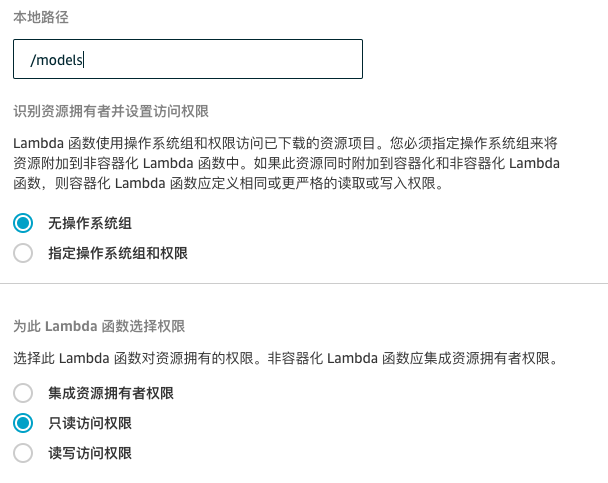 本地路径
/models
识别资源拥有者并设置访问权限
Lambda 函数使用操作系统组和权限访问已下载的资源项目。您必须指定操作系统组来将
资源附加到非容器化 Lambda 函数中。如果此资源同时附加到容器化和非容器化 Lambda
函数，则容器化 Lambda 函数应定义相同或更严格的读取或写入权限。
无操作系统组
指定操作系统组和权限
为此 Lambda 函数选择权限
选择此 Lambda 函数对资源拥有的权限。非容器化 Lambda 函数应集成资源拥有者权限。
集成资源拥有者权限
只读访问权限
读写访问权限